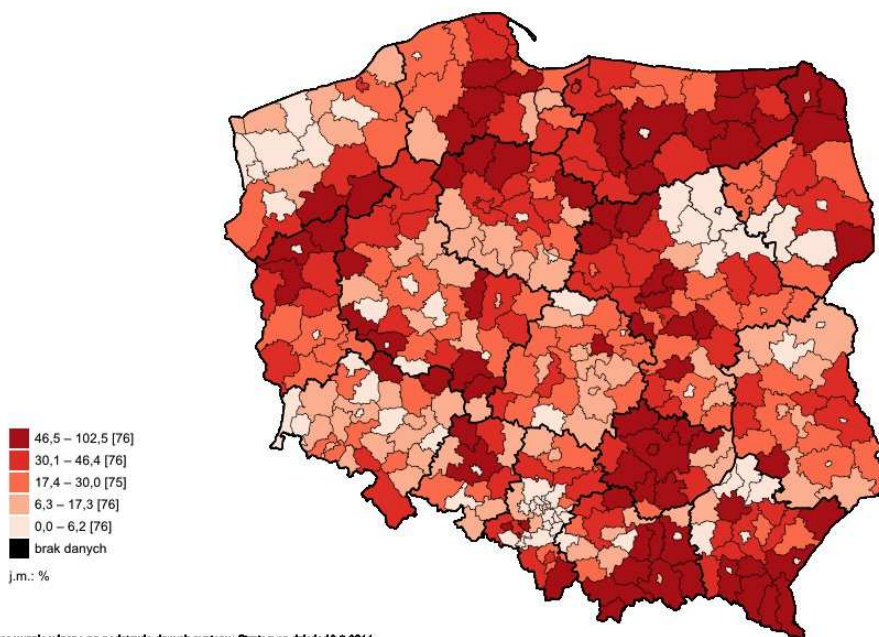 46,5 – 102,5 [76]
30,1 – 46,4 [76]
17,4 – 30,0 [75]
6,3 – 17,3 [76]
0,0 – 6,2 [76]
brak danych
j.m.: %